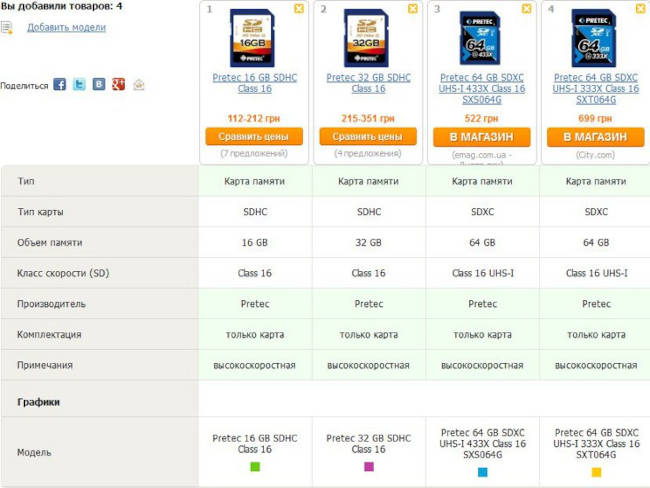 Вы добавили товаров: 4
Добавить модели
Поделиться
1 2 3 4
16GB PRETEC
32GB PRETEC
PRETEC 64 GB @433X
PRETEC 64 GB @333X
Pretec 16 GB SDHC
Class 16
112-212 грн
Сравнить цены
(7 предложений)
Pretec 32 GB SDHC
Class 16
215-351 грн
Сравнить цены
(4 предложения)
Pretec 64 GB SDXC
UHS-I 433X Class 16
SXS064G
522 грн
В МАГАЗИН
(emag.com.ua -
Pretec 64 GB SDXC
UHS-I 333X Class 16
SXT064G
699 грн
В МАГАЗИН
(City.com)
Тип Карта памяти Карта памяти Карта памяти Карта памяти
Тип карты SDHC SDHC SDXC SDXC
Объем памяти 16 GB 32 GB 64 GB 64 GB
Класс скорости (SD) Class 16 Class 16 Class 16 UHS-I Class 16 UHS-I
Производитель Pretec Pretec Pretec Pretec
Комплектация только карта только карта только карта только карта
Примечания высокоскоростная высокоскоростная высокоскоростная высокоскоростная
Графики
Модель
Pretec 16 GB SDHC
Class 16
Pretec 32 GB SDHC
Class 16
Pretec 64 GB SDXC
UHS-I 433X Class 16
SXS064G
Pretec 64 GB SDXC
UHS-I 333X Class 16
SXT064G